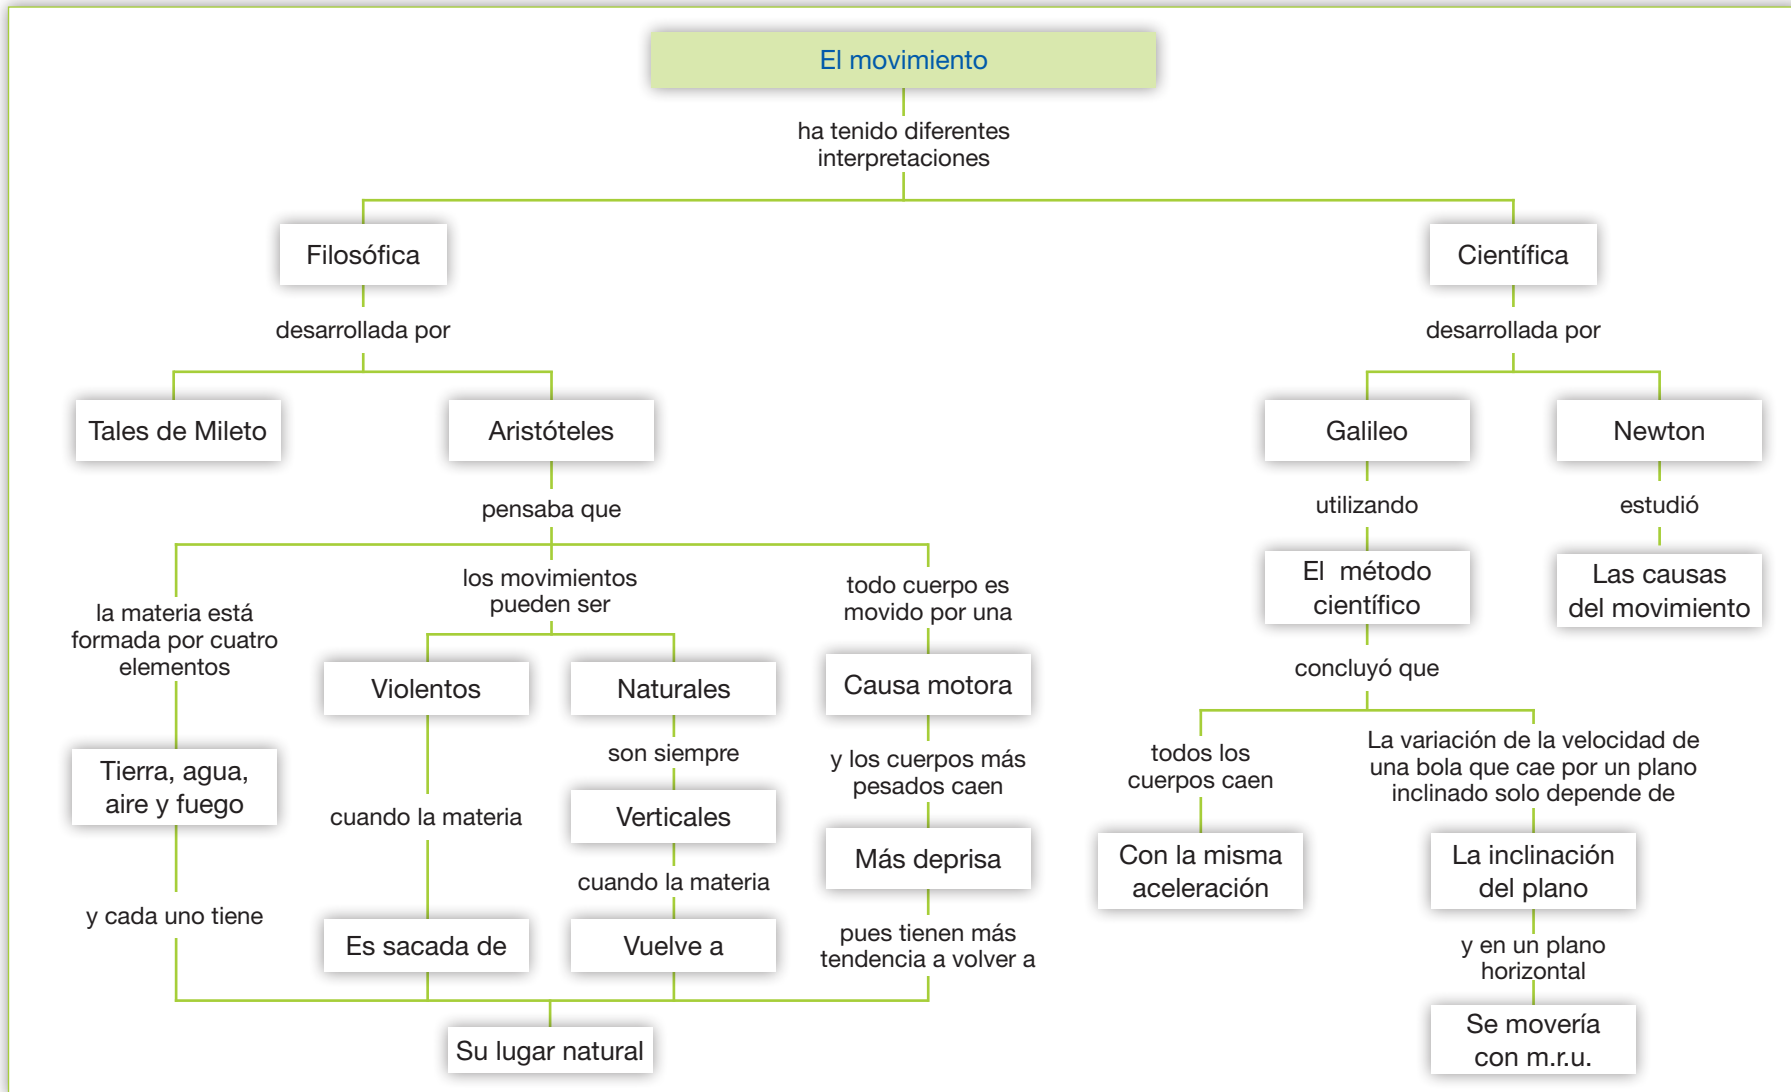 El movimiento
ha tenido diferentes
interpretaciones
Filosófica
desarrollada por
Tales de Mileto
Aristóteles
pensaba que
la materia está
formada por cuatro
elementos
Tierra, agua,
aire y fuego
y cada uno tiene
los movimientos
pueden ser
Violentos
cuando la materia
Es sacada de
Naturales
son siempre
Verticales
cuando la materia
Vuelve a
todo cuerpo es
movido por una
Causa motora
y los cuerpos más
pesados caen
Más deprisa
pues tienen más
tendencia a volver a
Su lugar natural
Científica
desarrollada por
Galileo
utilizando
El método
científico
concluyó que
todos los
cuerpos caen
Con la misma
aceleración
La variación de la velocidad de
una bola que cae por un plano
inclinado solo depende de
La inclinación
del plano
y en un plano
horizontal
Se movería
con m.r.u.
Newton
estudió
Las causas
del movimiento